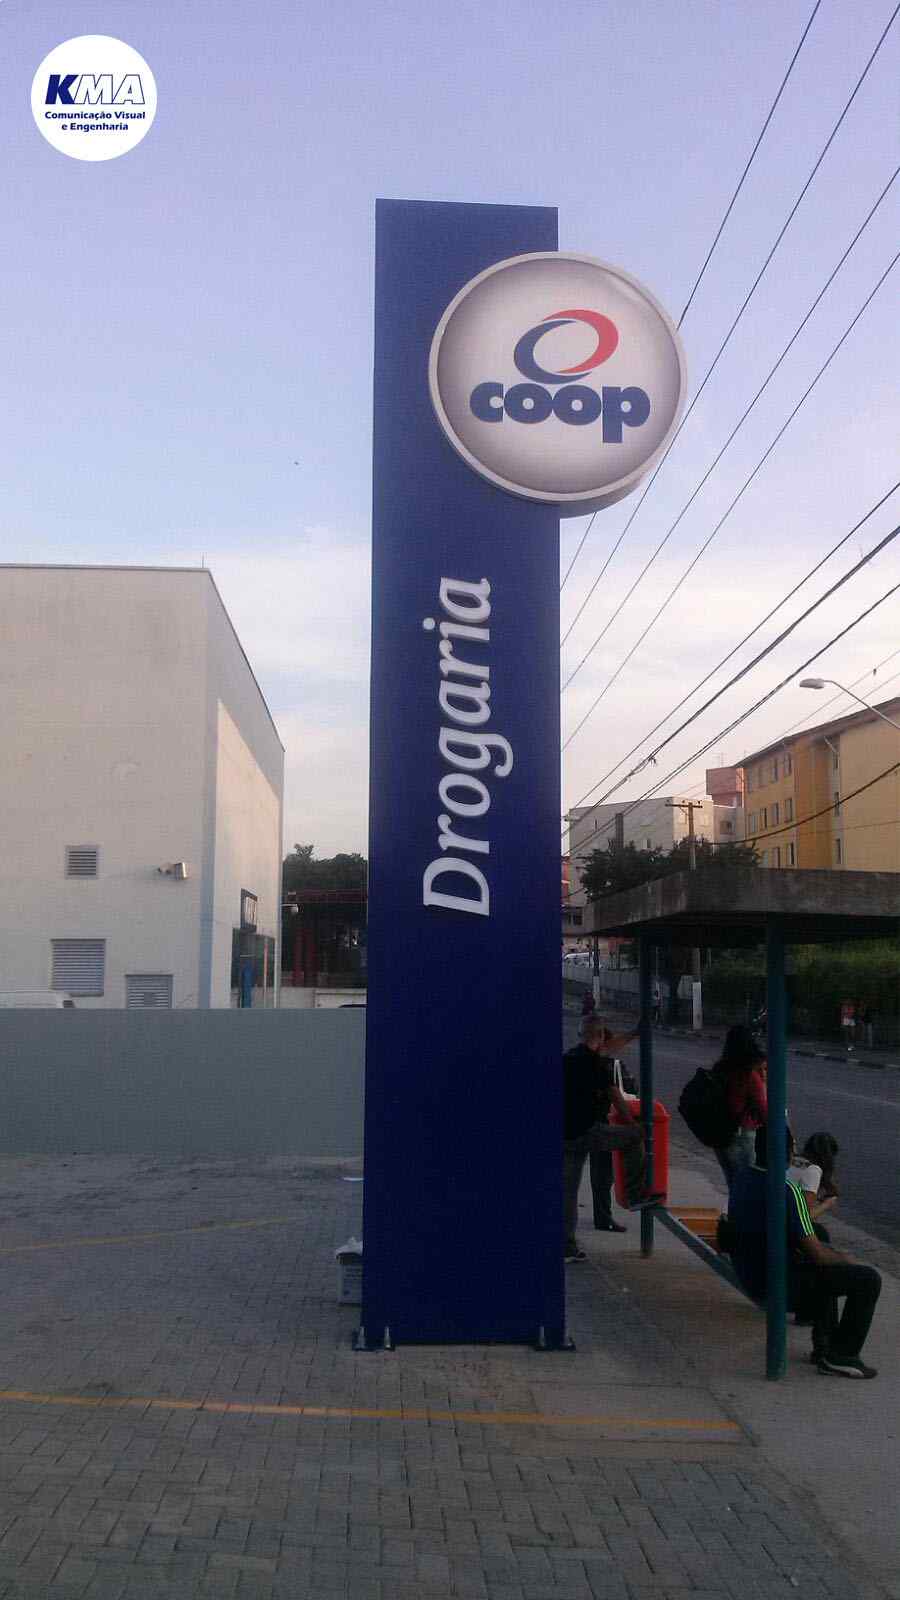 KMA
Comunicação Visual
e Engenharia
coop
Drogaria